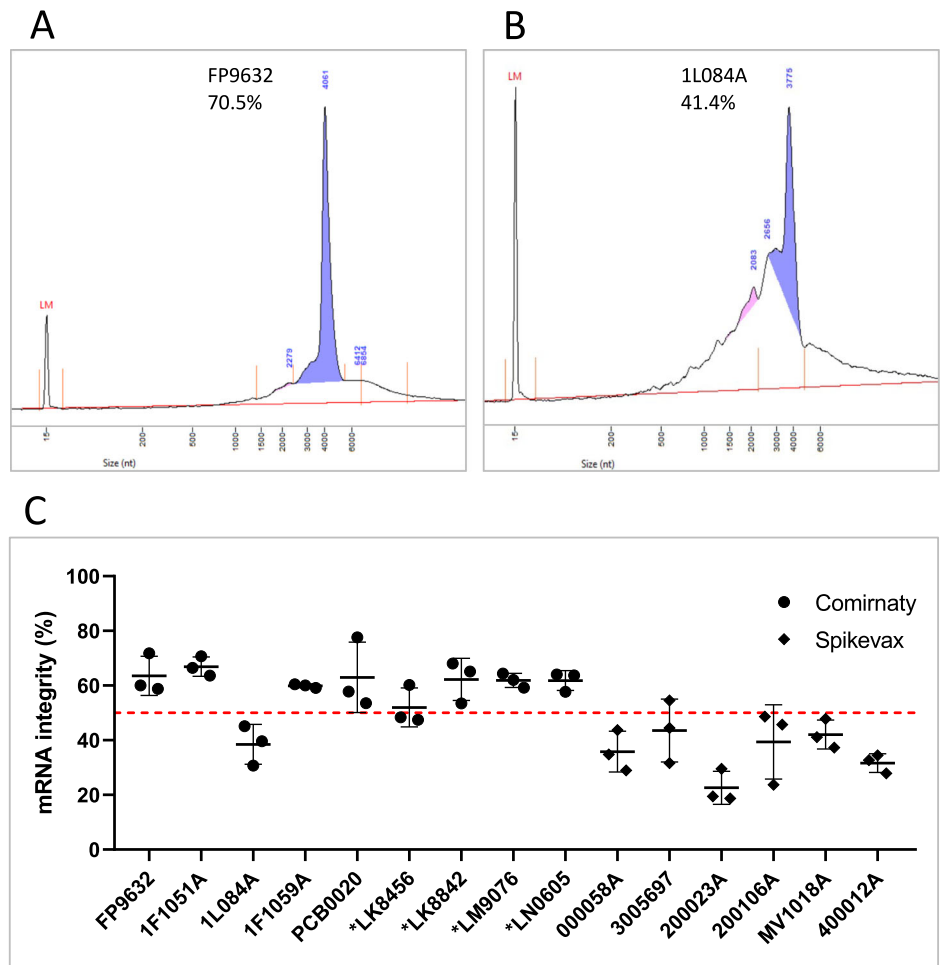 A
FP9632
70.5%
LM
2279
4061
6412
6854
15
200
500
1000
1500
2000
3000
4000
6000
Size (nt)
B
1L084A
41.4%
LM
2083
2656
3775
15
200
500
1000
1500
2000
3000
4000
6000
Size (nt)
C
mRNA integrity (%)
100
80
60
40
20
0
Comirnaty
Spikevax
FP9632
1F1051A
1L084A
1F1059A
PCB0020
*LK8456
*LK8842
*LM9076
*LN0605
000058A
3005697
200023A
200106A
MV1018A
400012A